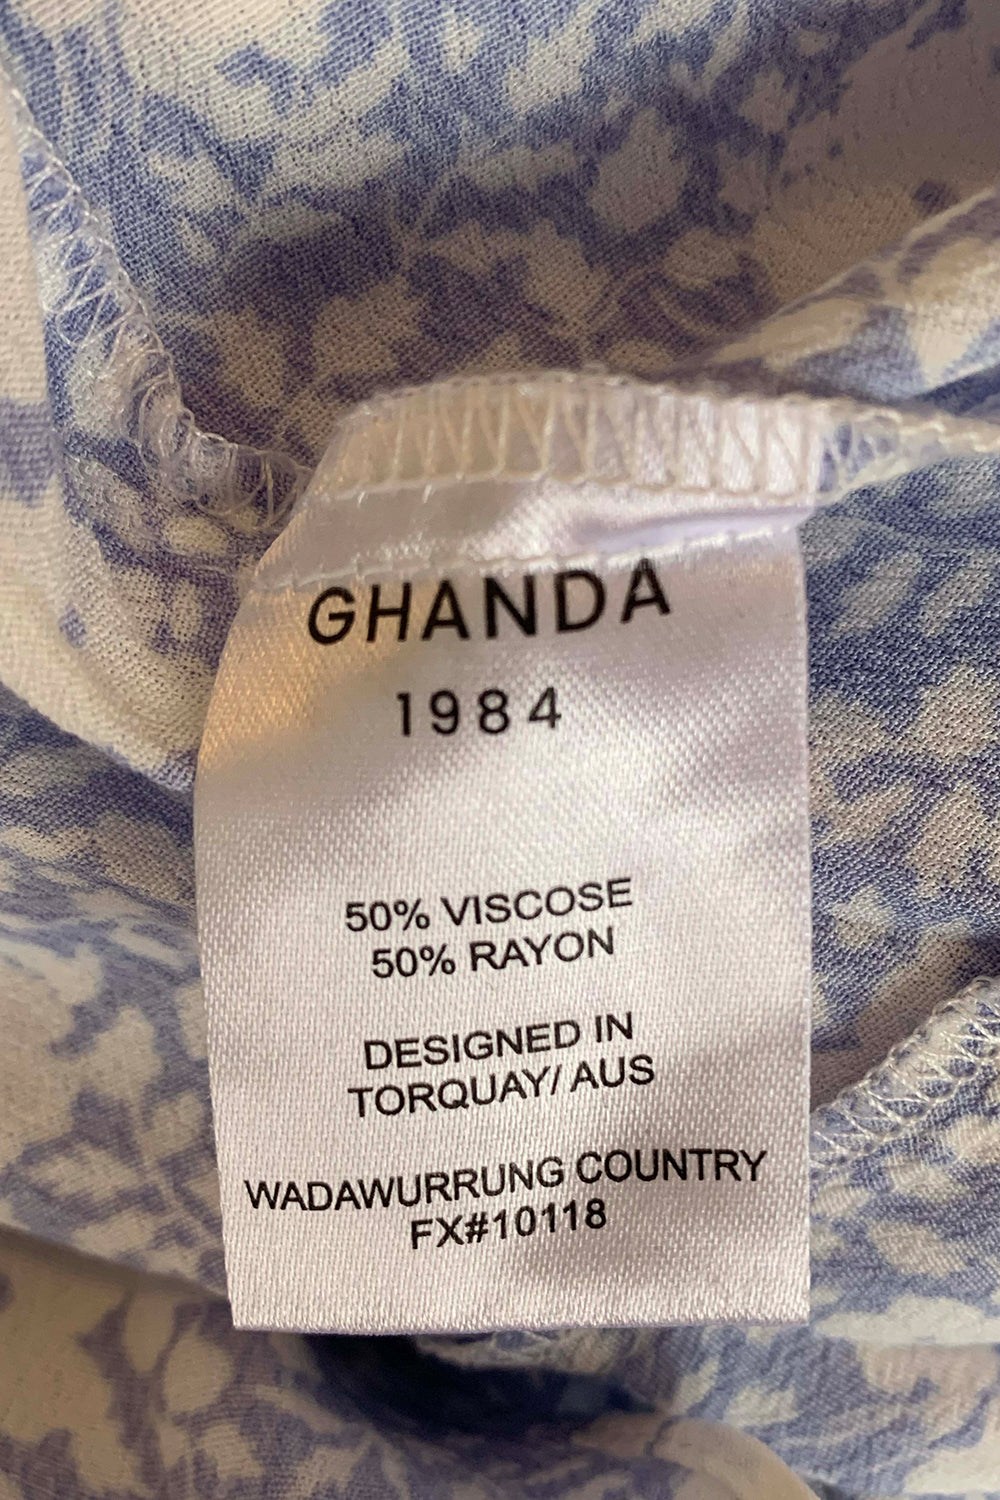 GHANDA
1984
50% VISCOSE
50% RAYON
DESIGNED IN
TORQUAY/ AUS
WADAWURRUNG COUNTRY
FX#10118